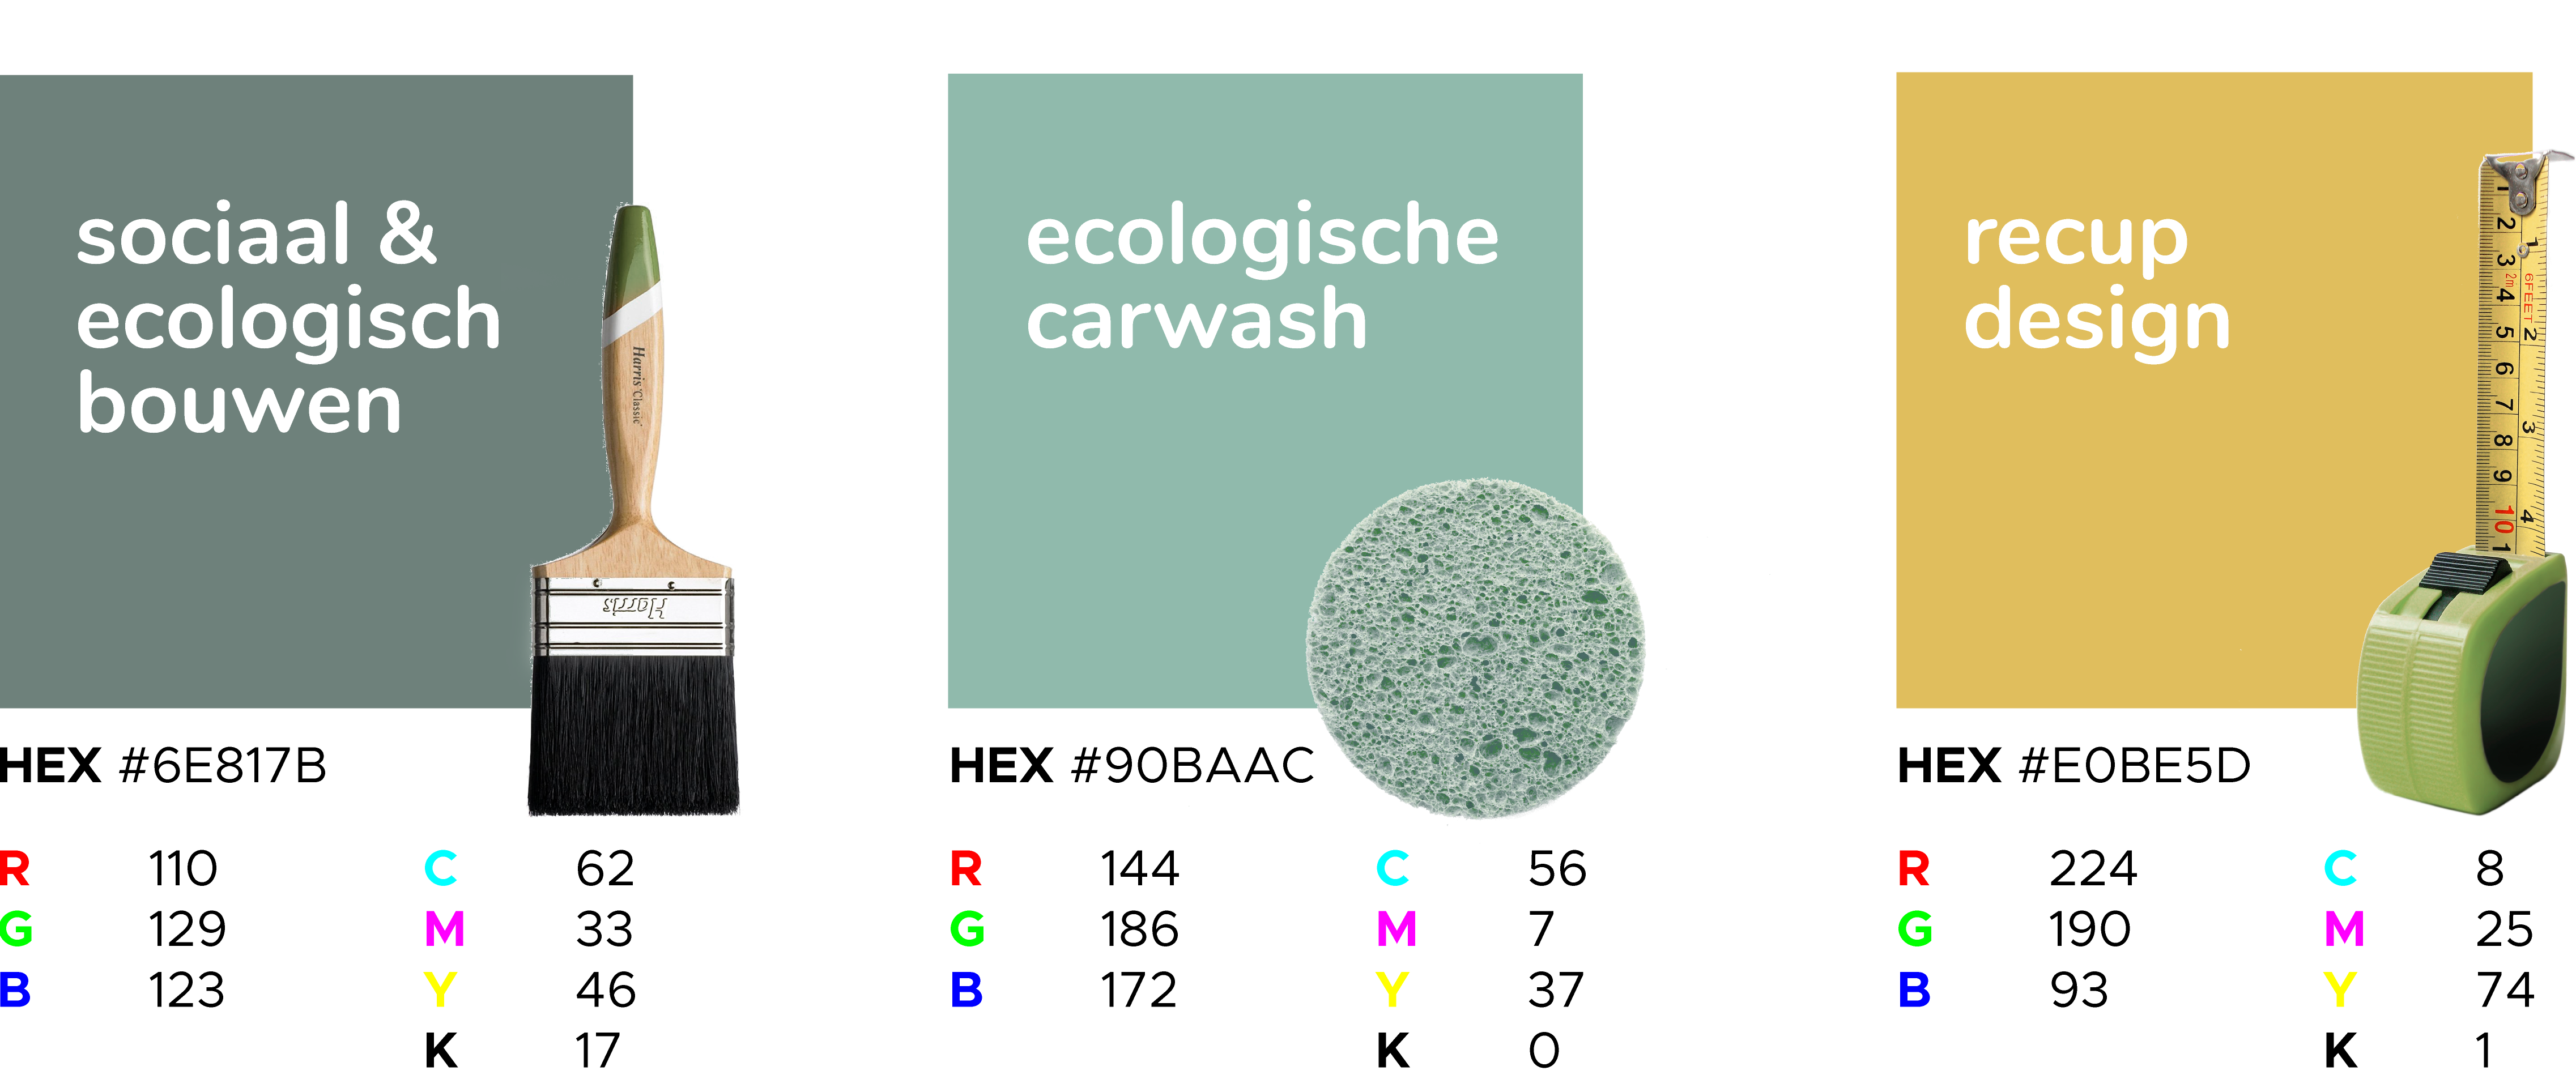 sociaal &
ecologisch
bouwen
Harris Classic
Harris
HEX #6E817B
R 110 C 62
G 129 M 33
B 123 Y 46
K 17
ecologische
carwash
HEX #90BAAC
R 144 C 56
G 186 M 7
B 172 Y 37
K 0
recup
design
1
2 1
3 2m 6FEET
4
5 2
6
7
8 3
9
10 4
1
HEX #E0BE5D
R 224 C 8
G 190 M 25
B 93 Y 74
K 1